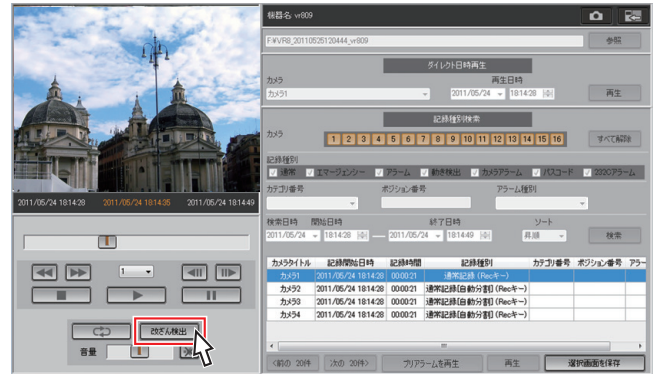 機器名 vr809
F:¥VR8_20110525120444_vr809
参照
ダイレクト日時再生
カメラ
再生日時
カメラ1
2011/05/24
18:14:28
再生
記録種別検索
カメラ
1 2 3 4 5 6 7 8 9 10 11 12 13 14 15 16
すべて解除
記録種別
通常 エマージェンシー アラーム 動き検出 カメラアラーム パスコード 232Cアラーム
カテゴリ番号 ポジション番号 アラーム種別
検索日時 開始日時 終了日時 ソート
2011/05/24 18:14:28 — 2011/05/24 18:14:49 昇順 検索
カメラタイトル 記録開始日時 記録時間 記録種別 カテゴリ番号 ポジション番号 アラー
カメラ1 2011/05/24 18:14:28 00:00:21 通常記録 (Recキー)
カメラ2 2011/05/24 18:14:28 00:00:21 通常記録[自動分割] (Recキー)
カメラ3 2011/05/24 18:14:28 00:00:21 通常記録[自動分割] (Recキー)
カメラ4 2011/05/24 18:14:28 00:00:21 通常記録[自動分割] (Recキー)
<前の 20件 次の 20件> プリアラームを再生 再生 選択画面を保存
2011/05/24 18:14:28 2011/05/24 18:14:35 2011/05/24 18:14:49
1
改ざん検出
音量